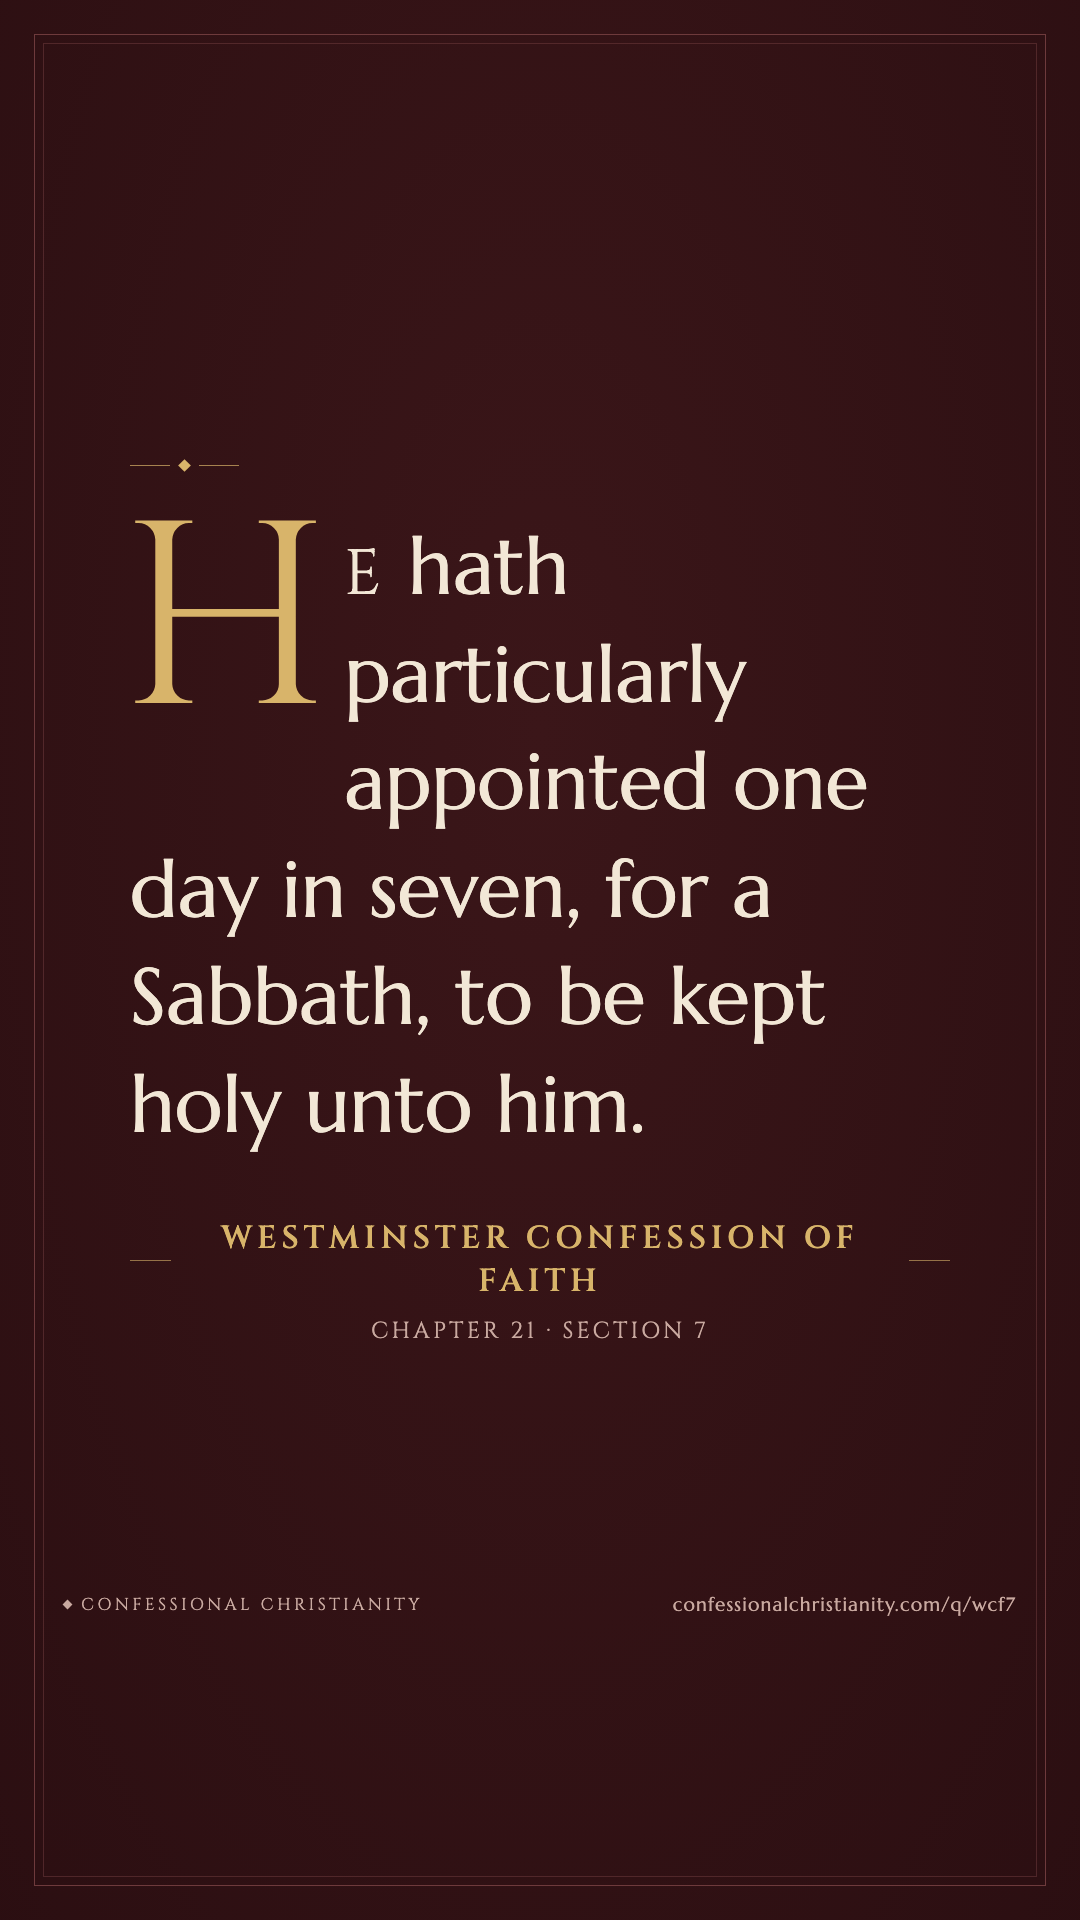 HE hath
particularly
appointed one
day in seven, for a
Sabbath, to be kept
holy unto him.
WESTMINSTER CONFESSION OF
FAITH
CHAPTER 21 · SECTION 7
CONFESSIONAL CHRISTIANITY
confessionalchristianity.com/q/wcf7